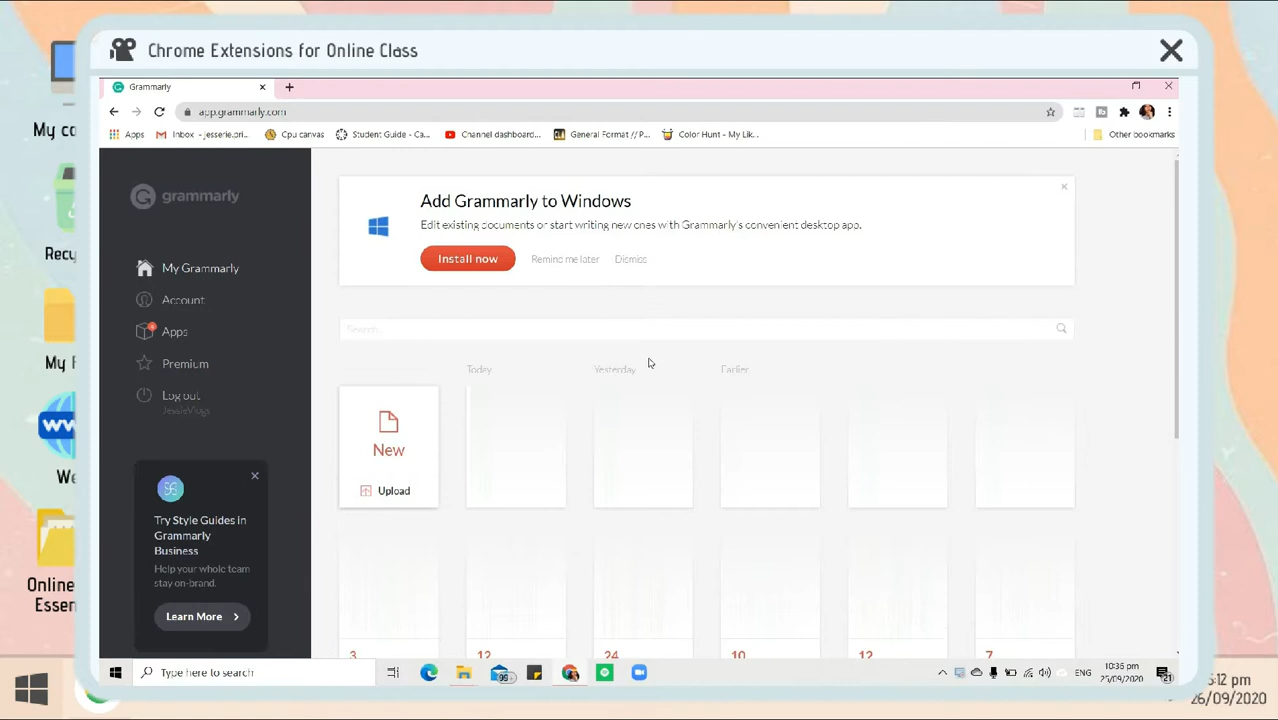 Chrome Extensions for Online Class
Grammarly
app.grammarly.com
Apps
Inbox - jesserie.pri...
Cpu canvas
Student Guide - Ca...
Channel dashboard...
General Format // P...
Color Hunt - My Lik...
Other bookmarks
My co
Recy
My F
We
Online
Essen
grammarly
My Grammarly
Account
Apps
Premium
Log out
JessieVlogs
Try Style Guides in
Grammarly
Business
Help your whole team
stay on-brand.
Learn More
Add Grammarly to Windows
Edit existing documents or start writing new ones with Grammarly's convenient desktop app.
Install now
Remind me later
Dismiss
Search...
Today
Yesterday
Earlier
New
Upload
3
12
24
10
12
7
Type here to search
99+
ENG
10:36 pm
25/09/2020
21
:12 pm
26/09/2020